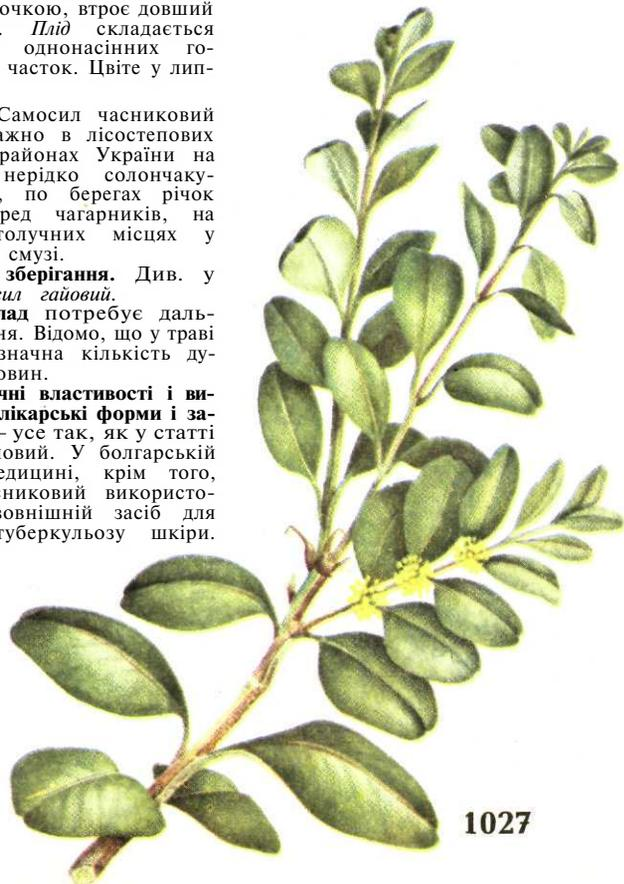 очкою, втроє довший
. Плід складається
однонасінних го-
часток. Цвіте у лип-
Самосил часниковий
ажно в лісостепових
районах України на
нерідко солончаку-
, по берегах річок
ред чагарників, на
толучних місцях у
смузі.
зберігання. Див. у
сил гайовий.
лад потребує даль-
ня. Відомо, що у траві
значна кількість ду-
овин.
чні властивості і ви-
лікарські форми і за-
– усе так, як у статті
овий. У болгарській
едицині, крім того,
сниковий використо-
зовнішній засіб для
туберкульозу шкіри.
1027